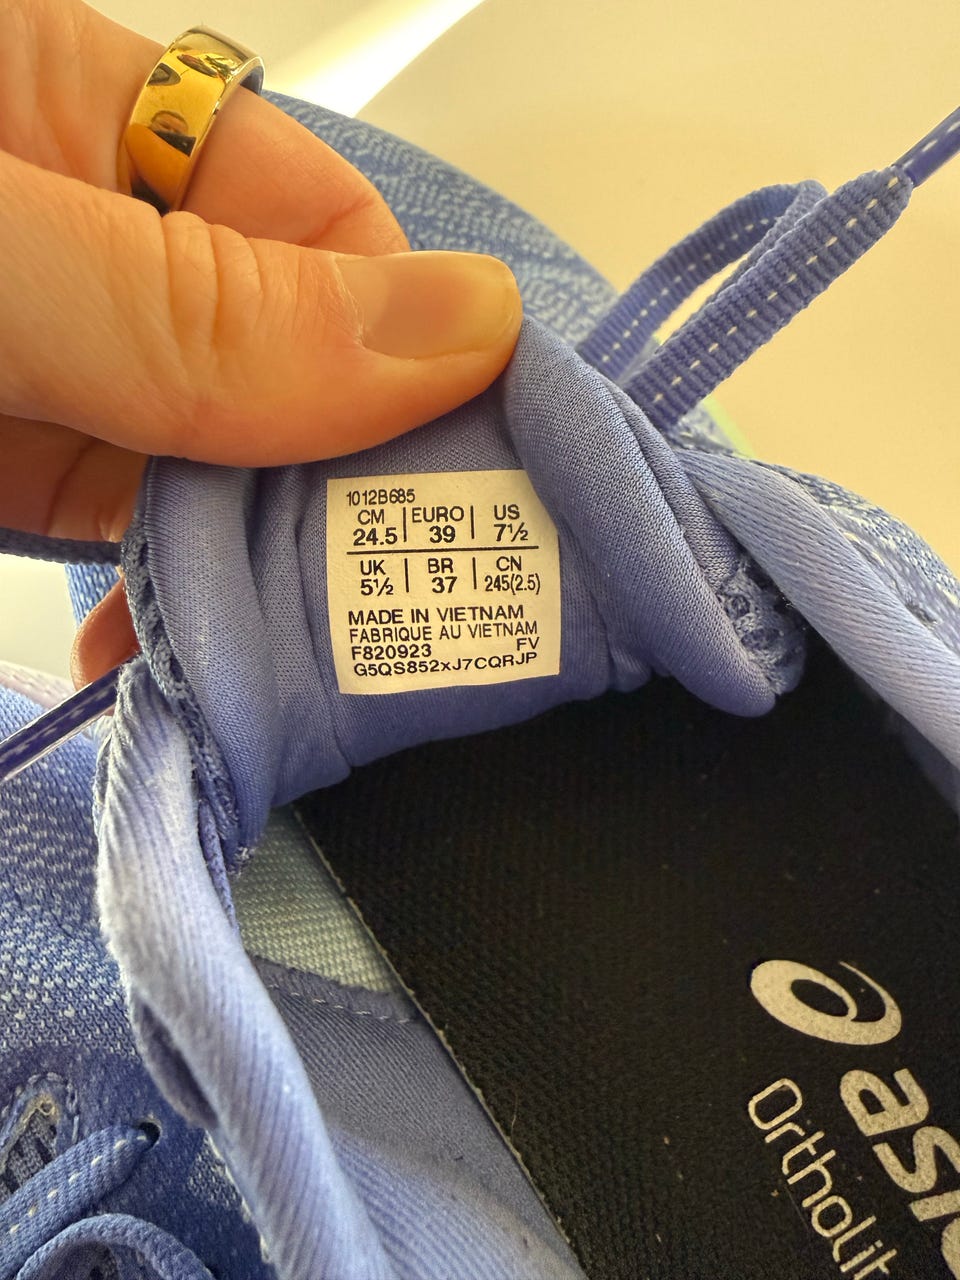 1012B685
CM | EURO | US
24.5 | 39 | 7½
UK | BR | CN
5½ | 37 | 245(2.5)
MADE IN VIETNAM
FABRIQUE AU VIETNAM
F820923 FV
G5QS852xJ7CQRJP
asic
Ortholit